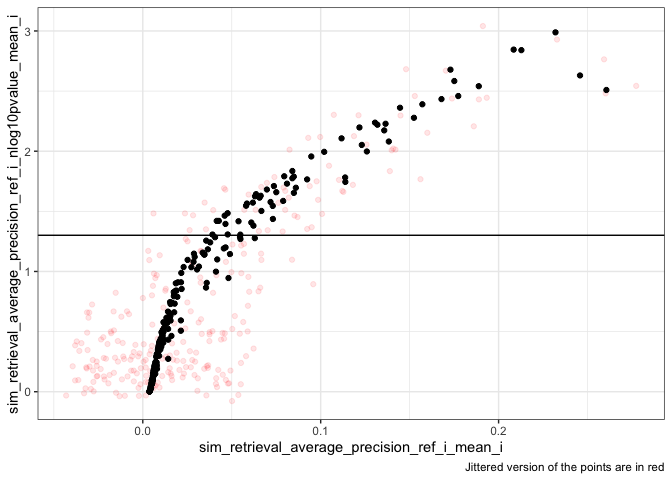 sim_retrieval_average_precision_ref_i_nlog10pvalue_mean_i
3
2
1
0
0.0
0.1
0.2
sim_retrieval_average_precision_ref_i_mean_i
Jittered version of the points are in red